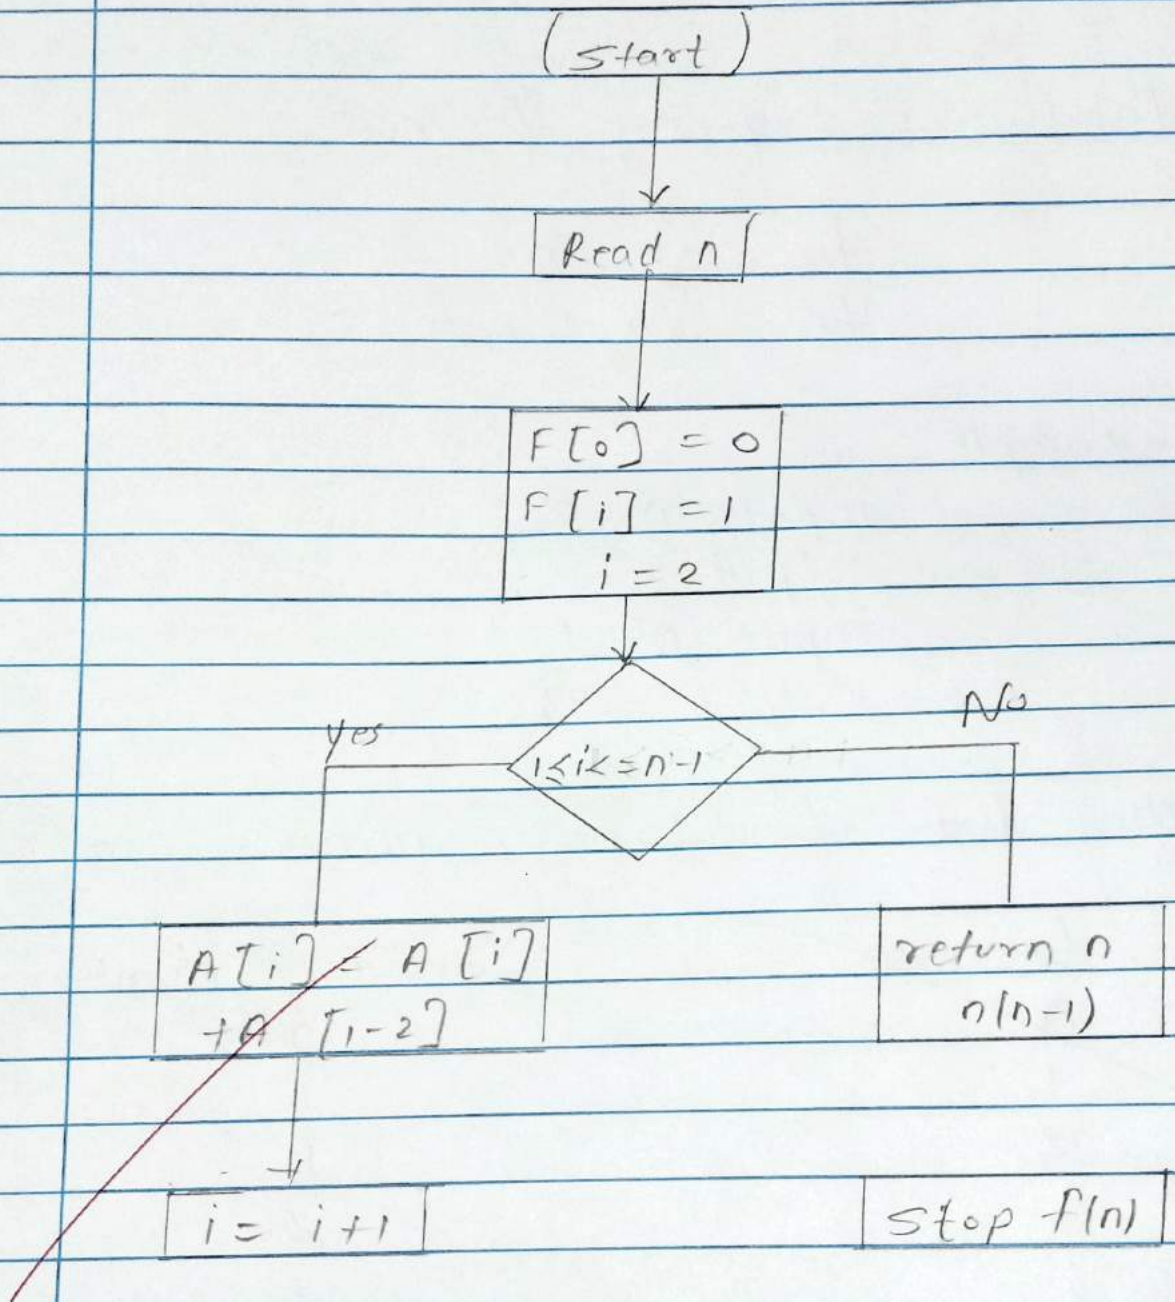 Start
Read n
F[0] = 0
F[i] = 1
i = 2
yes
No
1<i<=n-1
A[i] = A[i]
+A [1-2]
return n
n(n-1)
i = i+1
stop f(n)